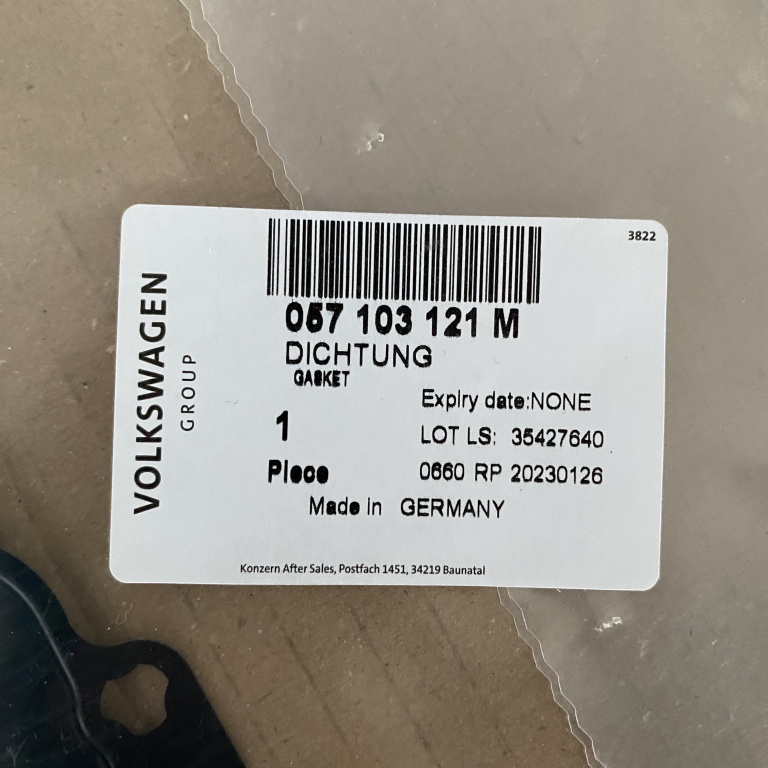 3822
VOLKSWAGEN
GROUP
057 103 121 M
DICHTUNG
GASKET
Expiry date:NONE
1
LOT LS: 35427640
Piece
0660 RP 20230126
Made in GERMANY
Konzern After Sales, Postfach 1451, 34219 Baunatal